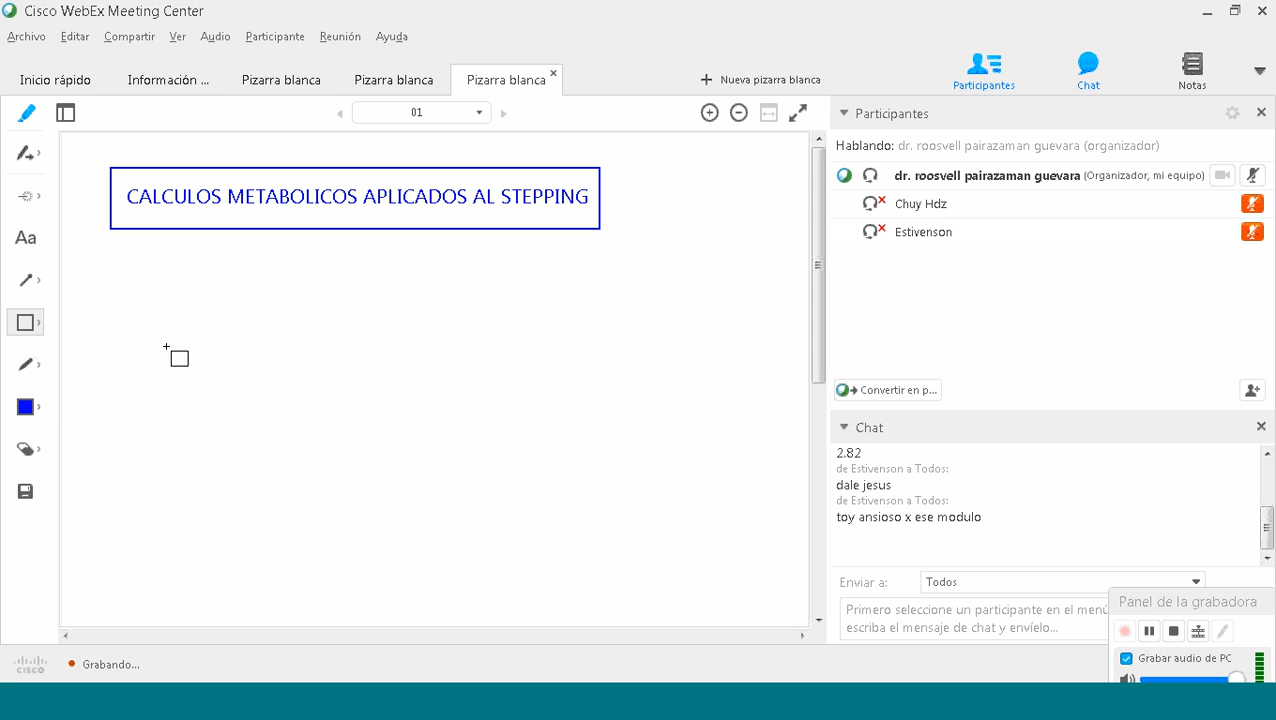 Cisco WebEx Meeting Center
Archivo Editar Compartir Ver Audio Participante Reunión Ayuda
Inicio rápido Información ... Pizarra blanca Pizarra blanca Pizarra blanca Nueva pizarra blanca
Participantes Chat Notas
01
Aa
CALCULOS METABOLICOS APLICADOS AL STEPPING
Participantes
Hablando: dr. roosvell pairazaman guevara (organizador)
dr. roosvell pairazaman guevara (Organizador, mi equipo)
Chuy Hdz
Estivenson
Convertir en p...
Chat
2.82
de Estivenson a Todos:
dale jesus
de Estivenson a Todos:
toy ansioso x ese modulo
Enviar a: Todos
Primero seleccione un participante en el menú
escriba el mensaje de chat y envíelo...
Panel de la grabadora
Grabar audio de PC
cisco
Grabando...